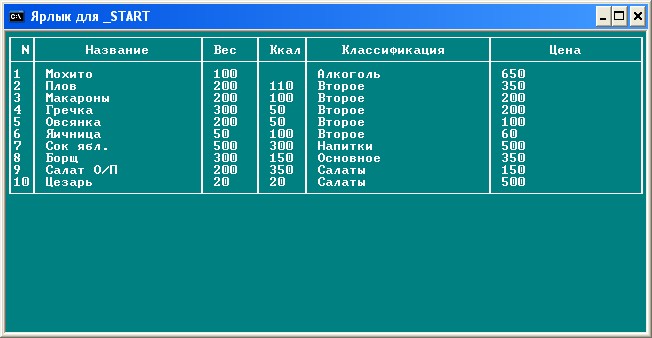 Ярлык для _START
N Название Вес Ккал Классификация Цена
1 Мохито 100 Алкоголь 650
2 Плов 200 110 Второе 350
3 Макароны 200 100 Второе 200
4 Гречка 300 50 Второе 200
5 Овсянка 200 50 Второе 100
6 Яичница 50 100 Второе 60
7 Сок ябл. 500 300 Напитки 500
8 Борщ 300 150 Основное 350
9 Салат О/П 200 350 Салаты 150
10 Цезарь 20 20 Салаты 500